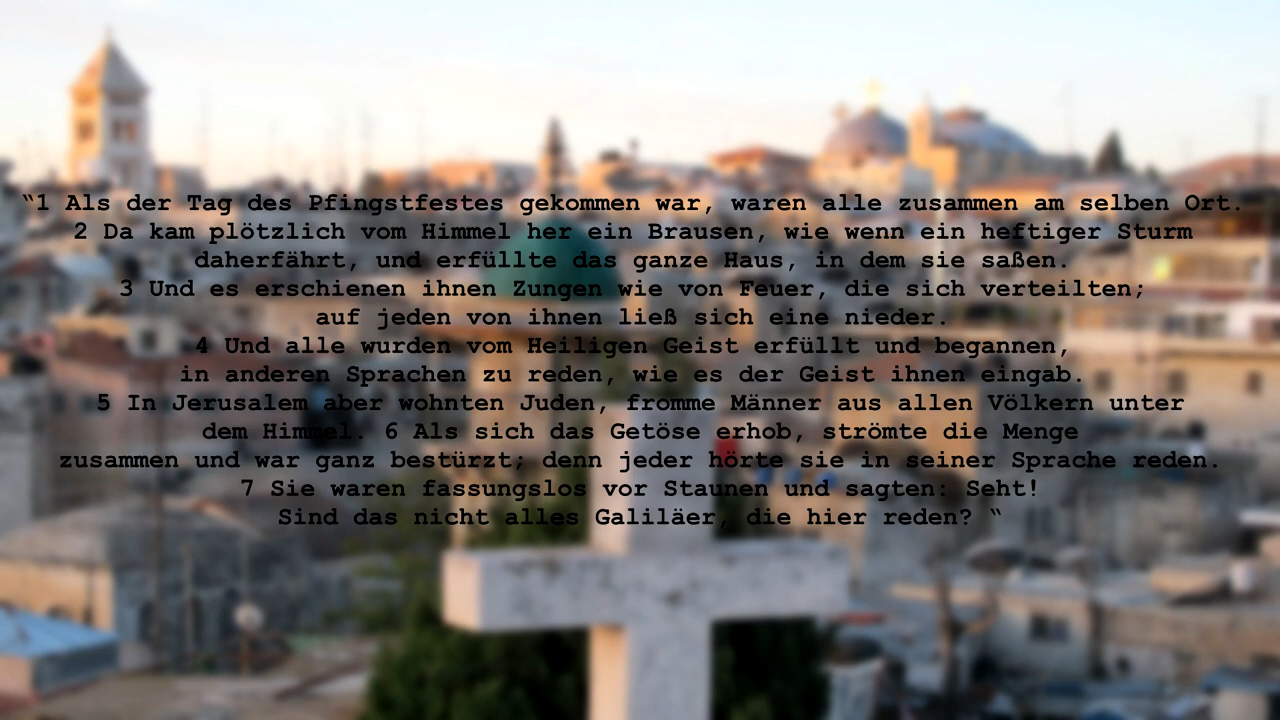 “1 Als der Tag des Pfingstfestes gekommen war, waren alle zusammen am selben Ort.
2 Da kam plötzlich vom Himmel her ein Brausen, wie wenn ein heftiger Sturm
daherfährt, und erfüllte das ganze Haus, in dem sie saßen.
3 Und es erschienen ihnen Zungen wie von Feuer, die sich verteilten;
auf jeden von ihnen ließ sich eine nieder.
4 Und alle wurden vom Heiligen Geist erfüllt und begannen,
in anderen Sprachen zu reden, wie es der Geist ihnen eingab.
5 In Jerusalem aber wohnten Juden, fromme Männer aus allen Völkern unter
dem Himmel. 6 Als sich das Getöse erhob, strömte die Menge
zusammen und war ganz bestürzt; denn jeder hörte sie in seiner Sprache reden.
7 Sie waren fassungslos vor Staunen und sagten: Seht!
Sind das nicht alles Galiläer, die hier reden? “